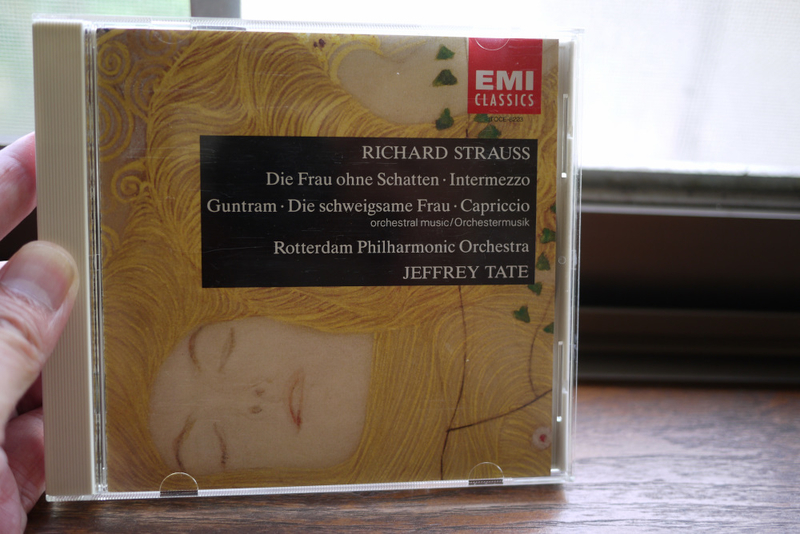 EMI
CLASSICS
RICHARD STRAUSS
Die Frau ohne Schatten · Intermezzo
Guntram · Die schweigsame Frau · Capriccio
orchestral music/Orchestermusik
Rotterdam Philharmonic Orchestra
JEFFREY TATE